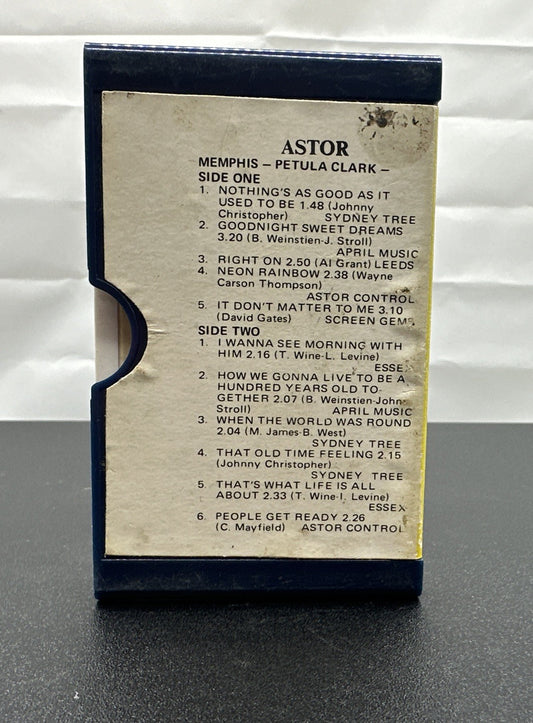 ASTOR
MEMPHIS – PETULA CLARK –
SIDE ONE
1. NOTHING'S AS GOOD AS IT
USED TO BE 1.48 (Johnny
Christopher) SYDNEY TREE
2. GOODNIGHT SWEET DREAMS
3.20 (B. Weinstien-J. Stroll)
APRIL MUSIC
3. RIGHT ON 2.50 (Al Grant) LEEDS
4. NEON RAINBOW 2.38 (Wayne
Carson Thompson)
ASTOR CONTROL
5. IT DON'T MATTER TO ME 3.10
(David Gates) SCREEN GEMS
SIDE TWO
1. I WANNA SEE MORNING WITH
HIM 2.16 (T. Wine-L. Levine)
ESSEX
2. HOW WE GONNA LIVE TO BE A
HUNDRED YEARS OLD TO-
GETHER 2.07 (B. Weinstien-John
Stroll) APRIL MUSIC
3. WHEN THE WORLD WAS ROUND
2.04 (M. James-B. West)
SYDNEY TREE
4. THAT OLD TIME FEELING 2.15
(Johnny Christopher)
SYDNEY TREE
5. THAT'S WHAT LIFE IS ALL
ABOUT 2.33 (T. Wine-I. Levine)
ESSEX
6. PEOPLE GET READY 2.26
(C. Mayfield) ASTOR CONTROL